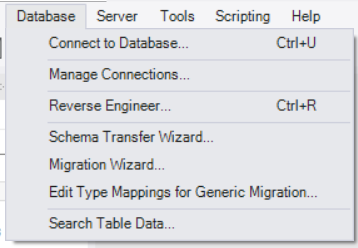 Database Server Tools Scripting Help
Connect to Database... Ctrl+U
Manage Connections...
Reverse Engineer... Ctrl+R
Schema Transfer Wizard...
Migration Wizard...
Edit Type Mappings for Generic Migration...
Search Table Data...